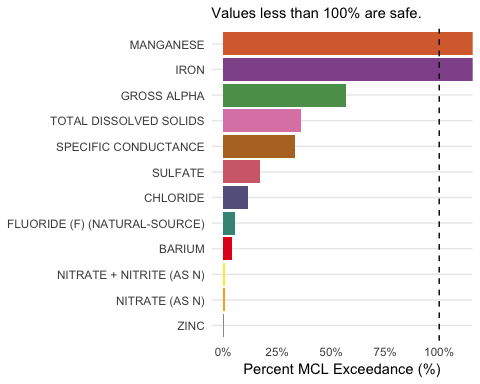 Values less than 100% are safe.
MANGANESE
IRON
GROSS ALPHA
TOTAL DISSOLVED SOLIDS
SPECIFIC CONDUCTANCE
SULFATE
CHLORIDE
FLUORIDE (F) (NATURAL-SOURCE)
BARIUM
NITRATE + NITRITE (AS N)
NITRATE (AS N)
ZINC
0% 25% 50% 75% 100%
Percent MCL Exceedance (%)